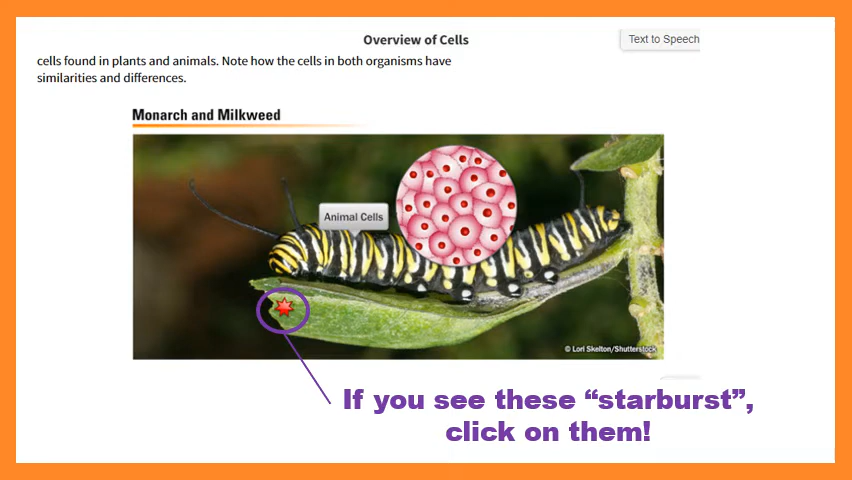 Overview of Cells
Text to Speech
cells found in plants and animals. Note how the cells in both organisms have
similarities and differences.
Monarch and Milkweed
Animal Cells
© Lori Skelton/Shutterstock
If you see these “starburst”,
click on them!